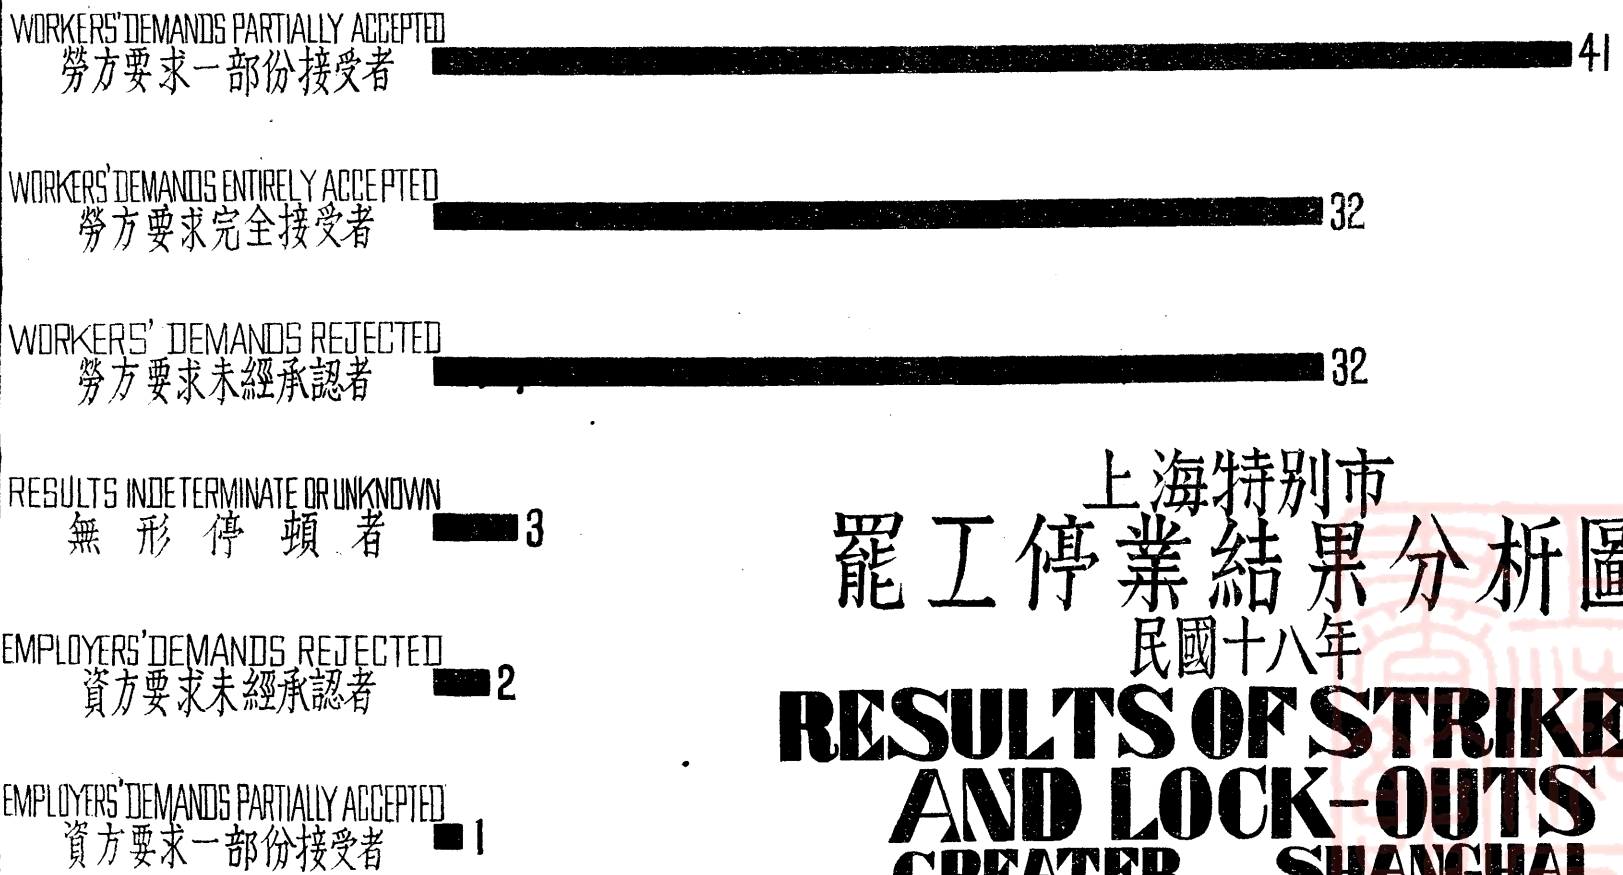 WORKERS' DEMANDS PARTIALLY ACCEPTED
勞方要求一部份接受者
41
WORKERS' DEMANDS ENTIRELY ACCEPTED
勞方要求完全接受者
32
WORKERS' DEMANDS REJECTED
勞方要求未經承認者
32
RESULTS INDETERMINATE OR UNKNOWN
無形停頓者
3
EMPLOYERS' DEMANDS REJECTED
資方要求未經承認者
2
EMPLOYERS' DEMANDS PARTIALLY ACCEPTED
資方要求一部份接受者
1
上海特別市
罷工停業結果分析圖
民國十八年
RESULTS OF STRIKE
AND LOCK-OUTS
GREATER SHANGHAI